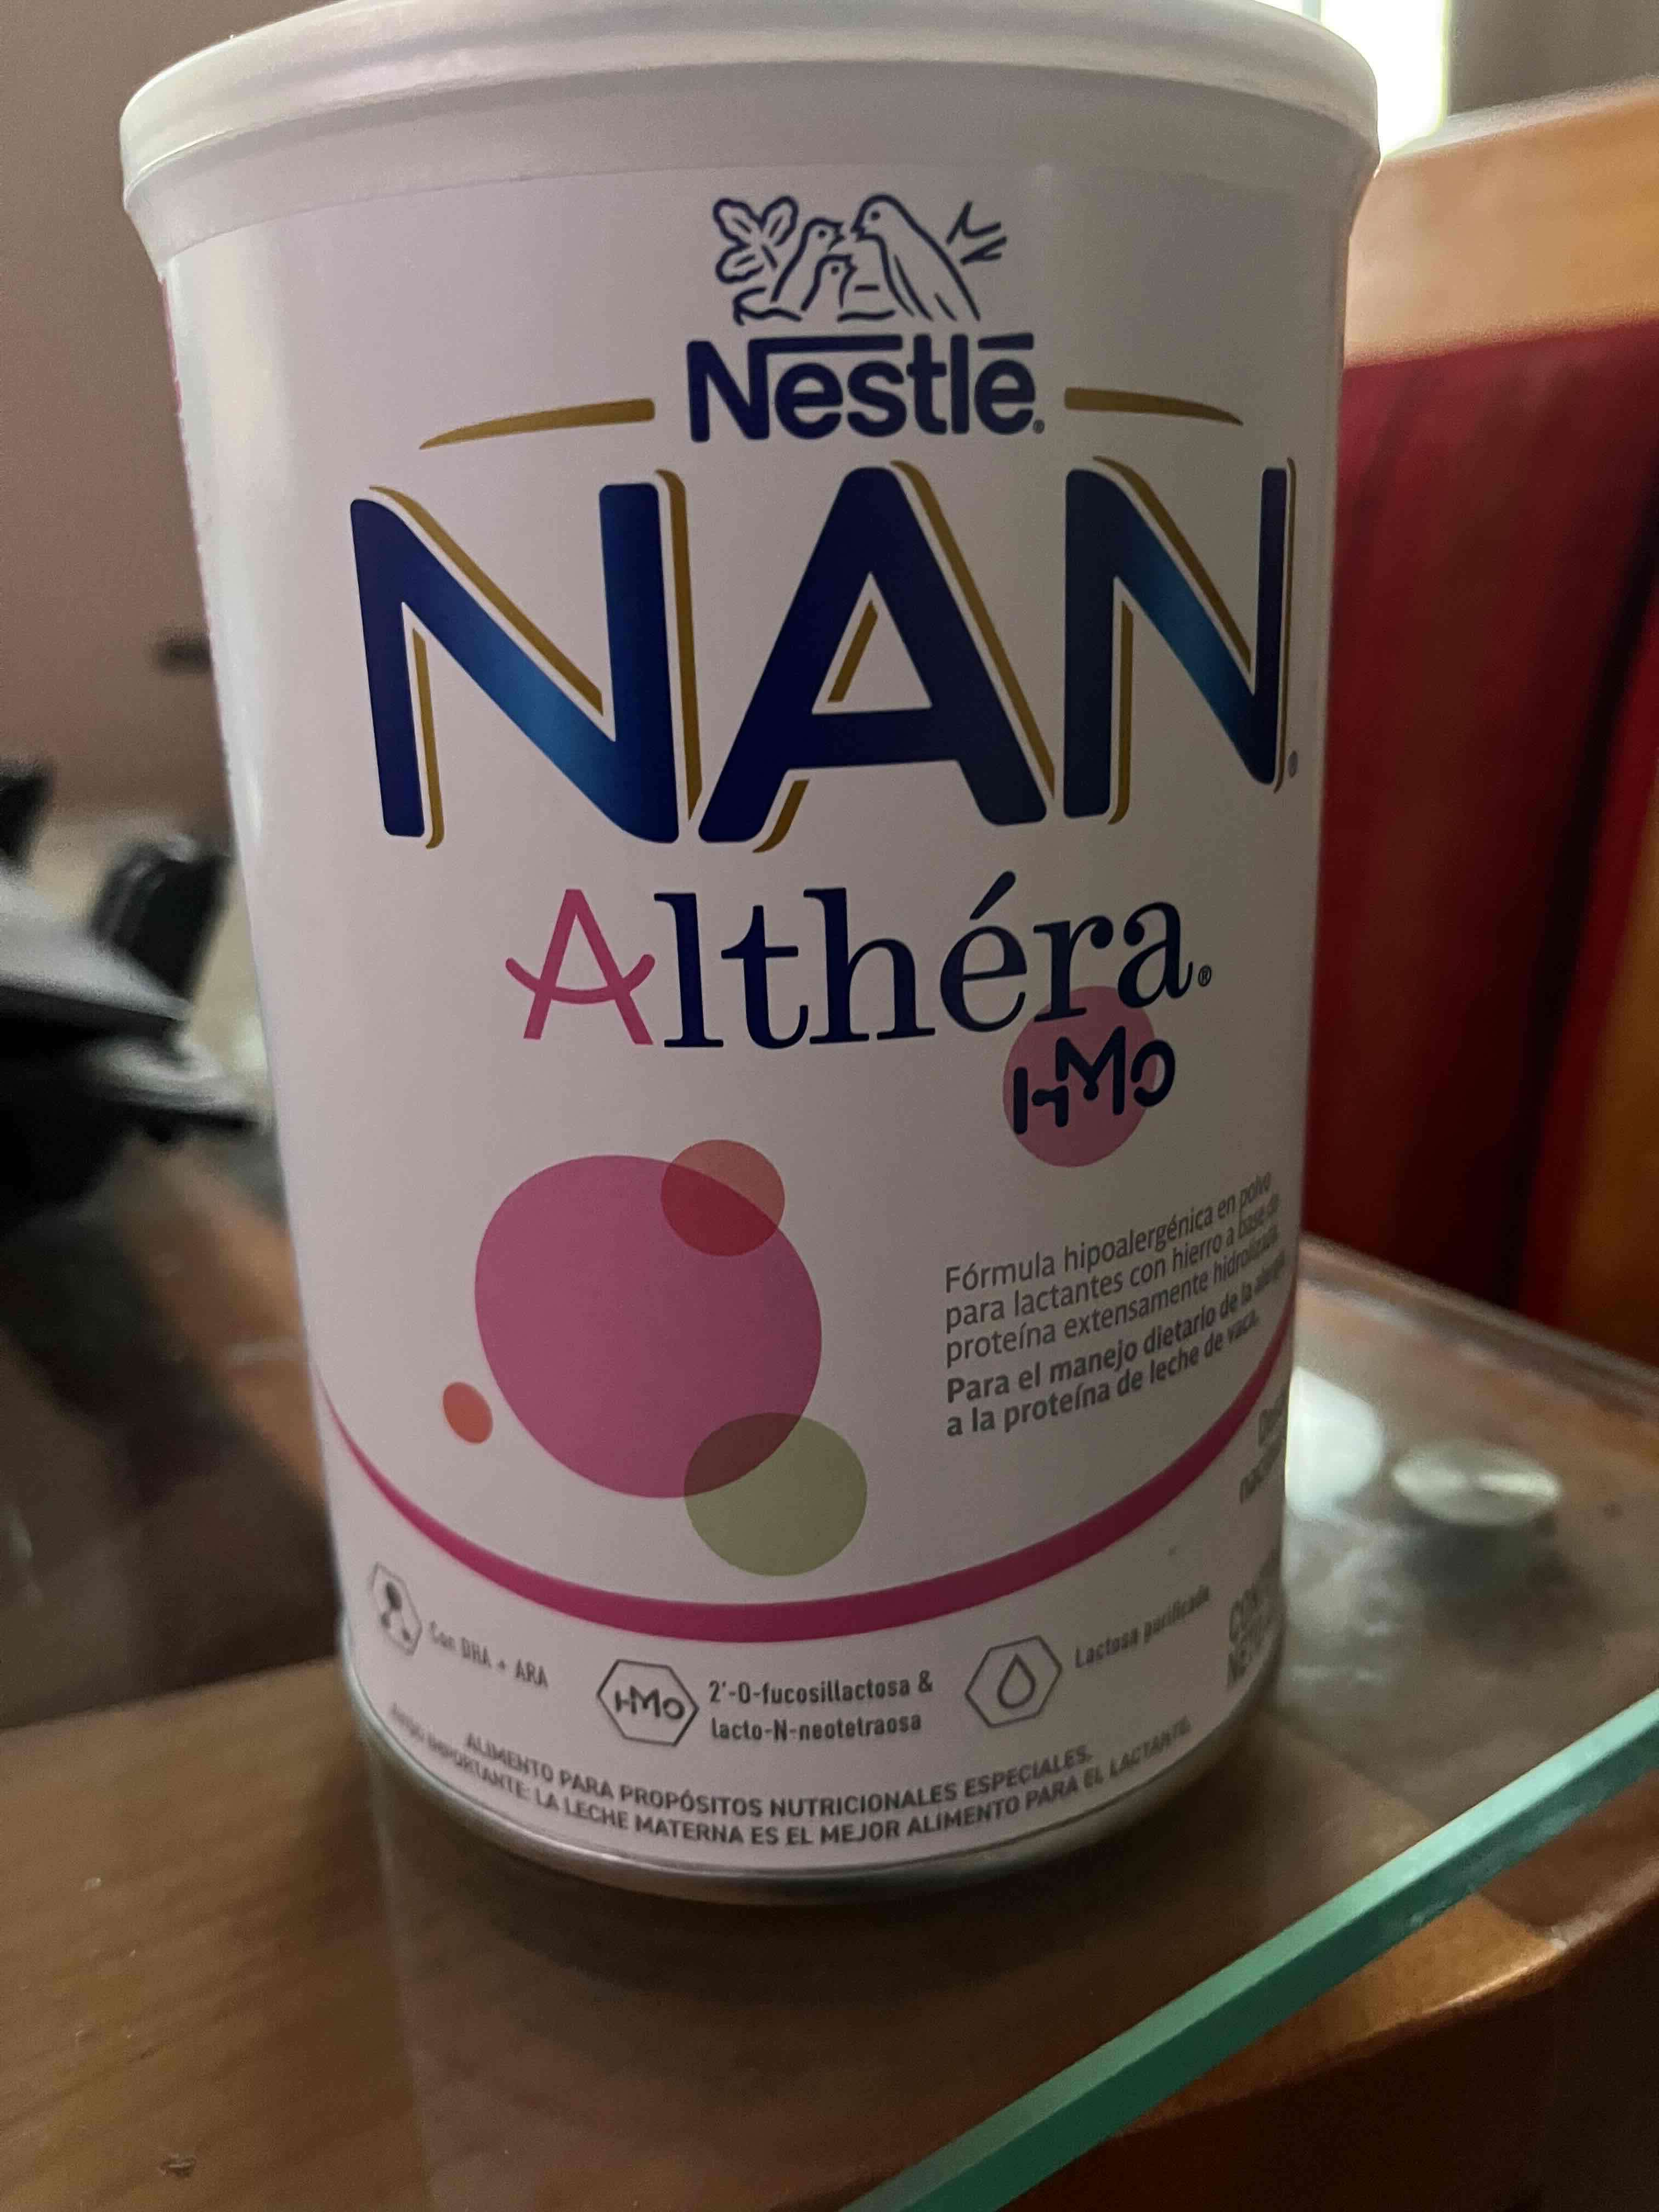 Nestlē®
NAN®
Althéra®
HMO
Fórmula hipoalergénica en polvo
para lactantes con hierro a base de
proteína extensamente hidrolizada.
Para el manejo dietario de la alergia
a la proteína de leche de vaca.
Con DHA + ARA
HMO
2'-O-fucosillactosa &
lacto-N-neotetraosa
Lactosa purificada
ALIMENTO PARA PROPÓSITOS NUTRICIONALES ESPECIALES.
AVISO IMPORTANTE: LA LECHE MATERNA ES EL MEJOR ALIMENTO PARA EL LACTANTE.